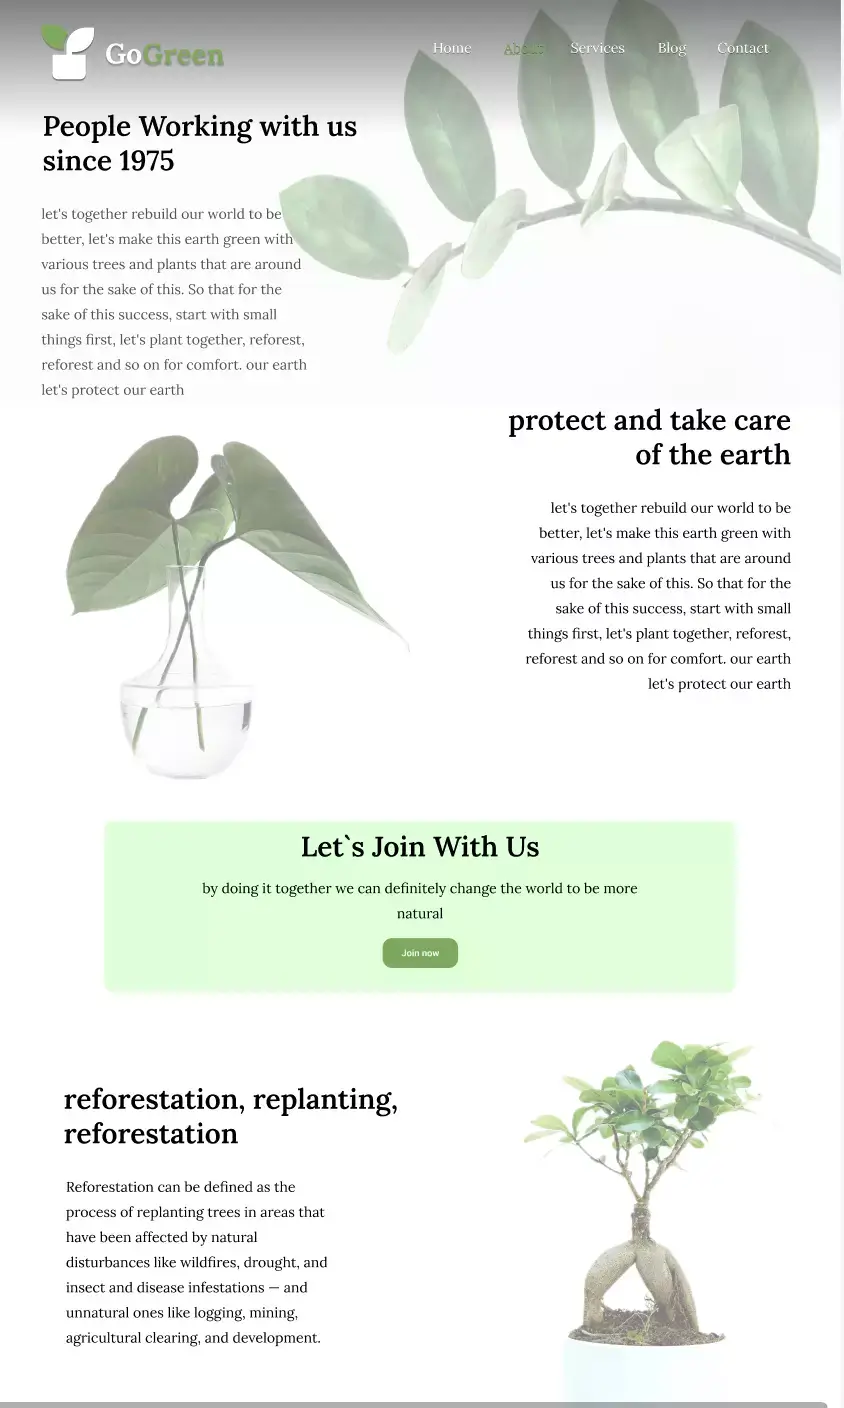 GoGreen
Home About Services Blog Contact
People Working with us
since 1975
let's together rebuild our world to be
better, let's make this earth green with
various trees and plants that are around
us for the sake of this. So that for the
sake of this success, start with small
things first, let's plant together, reforest,
reforest and so on for comfort. our earth
let's protect our earth
protect and take care
of the earth
let's together rebuild our world to be
better, let's make this earth green with
various trees and plants that are around
us for the sake of this. So that for the
sake of this success, start with small
things first, let's plant together, reforest,
reforest and so on for comfort. our earth
let's protect our earth
Let`s Join With Us
by doing it together we can definitely change the world to be more
natural
Join now
reforestation, replanting,
reforestation
Reforestation can be defined as the
process of replanting trees in areas that
have been affected by natural
disturbances like wildfires, drought, and
insect and disease infestations — and
unnatural ones like logging, mining,
agricultural clearing, and development.